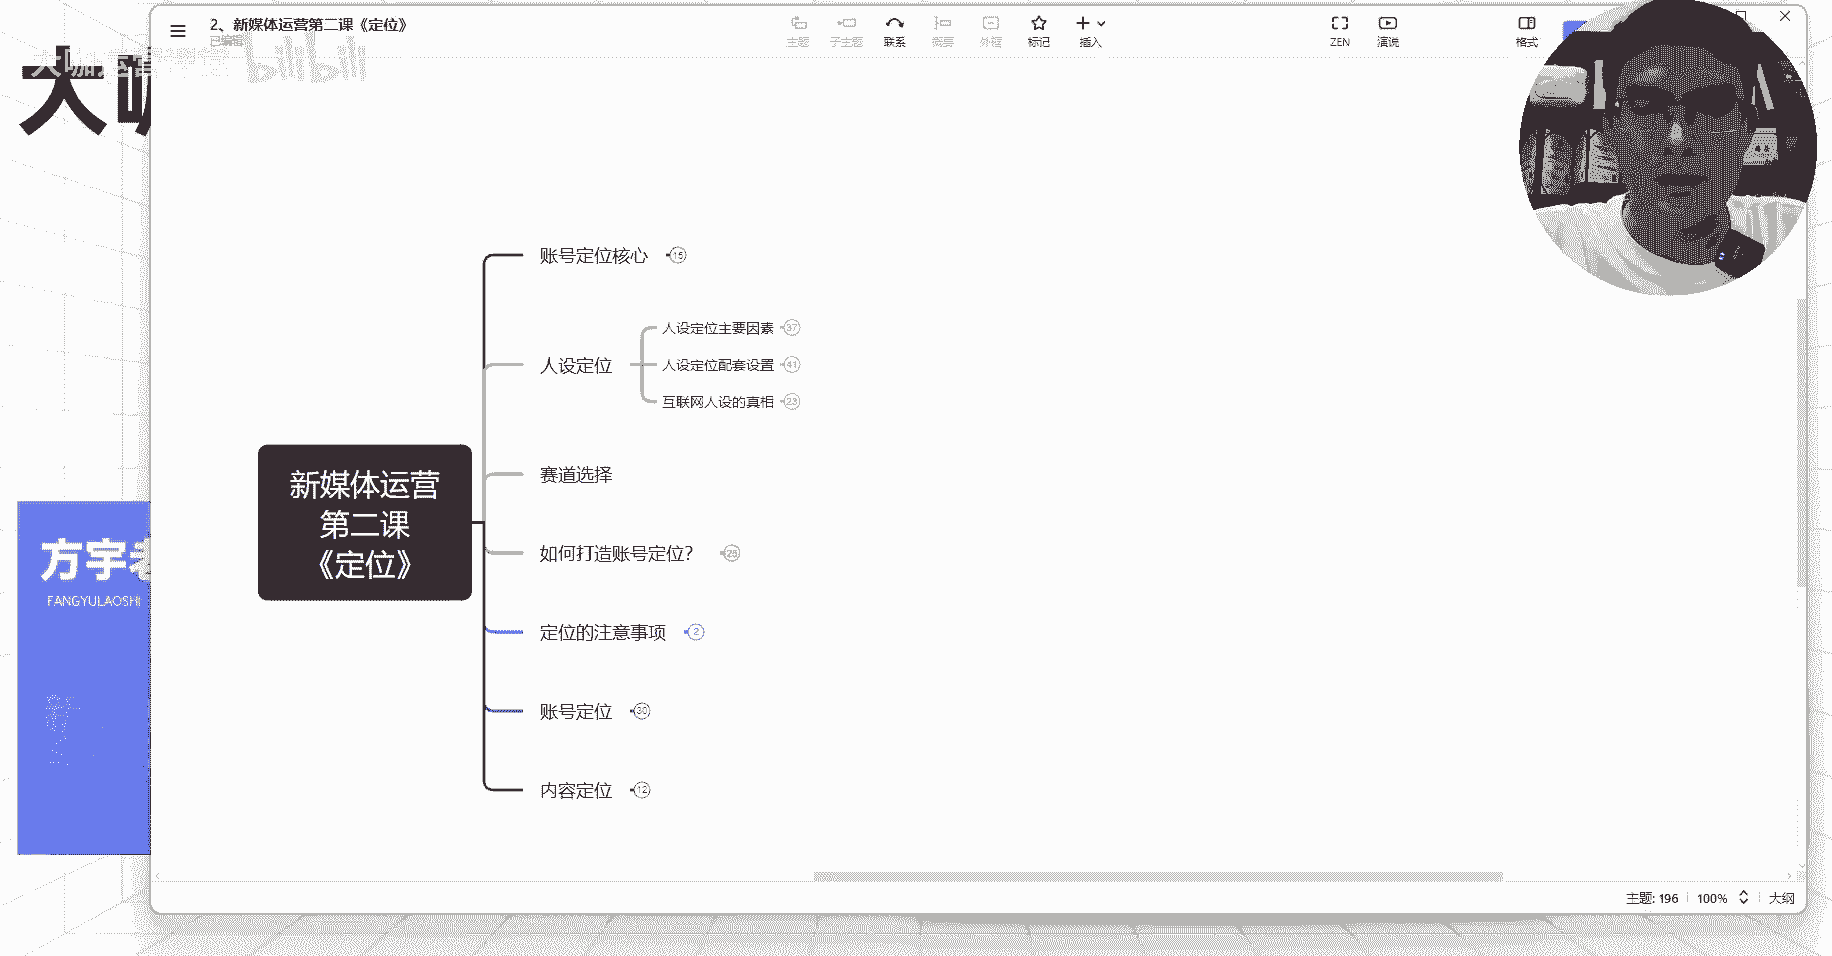 2、新媒体运营第二课《定位》
已编辑
主题
子主题
联系
概要
外框
标记
插入
ZEN
演说
格式
大咖运营
bilibili
大
方宇
FANGYULAOSHI
账号定位核心 15
人设定位
人设定位主要因素 37
人设定位配套设置 41
互联网人设的真相 23
赛道选择
新媒体运营
第二课
《定位》
如何打造账号定位? 25
定位的注意事项 2
账号定位 30
内容定位 12
主题: 196
100%
大纲